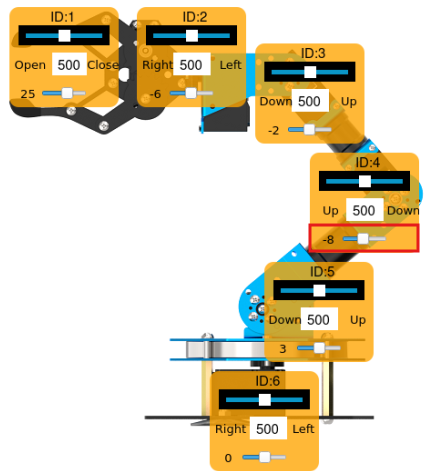 ID:1
Open 500 Close
25
ID:2
Right 500 Left
-6
ID:3
Down 500 Up
-2
ID:4
Up 500 Down
-8
ID:5
Down 500 Up
3
ID:6
Right 500 Left
0